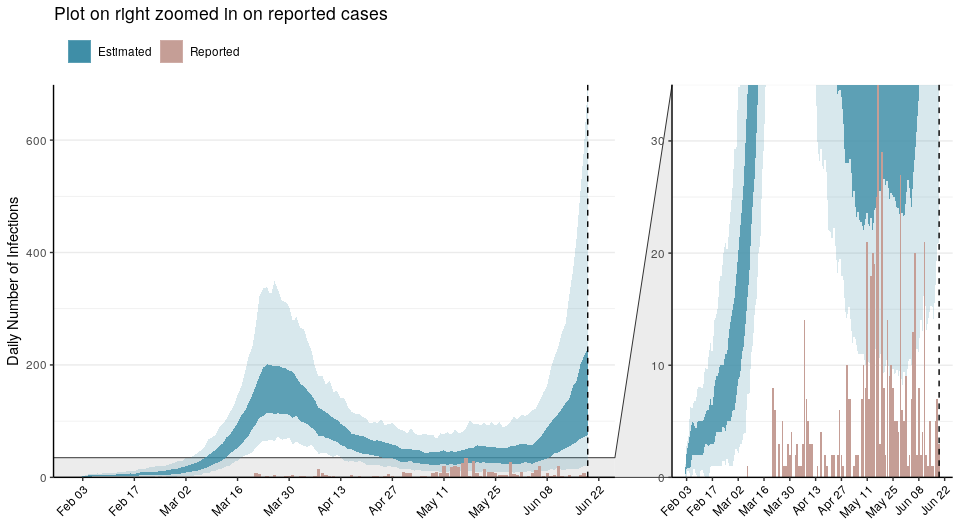 Plot on right zoomed in on reported cases
Estimated Reported
Daily Number of Infections
600
400
200
0
Feb 03 Feb 17 Mar 02 Mar 16 Mar 30 Apr 13 Apr 27 May 11 May 25 Jun 08 Jun 22
30
20
10
0
Feb 03 Feb 17 Mar 02 Mar 16 Mar 30 Apr 13 Apr 27 May 11 May 25 Jun 08 Jun 22